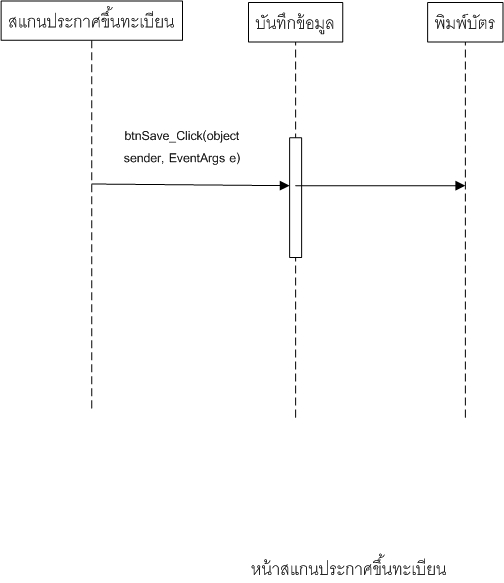 สแกนประกาศขึ้นทะเบียน
บันทึกข้อมูล
พิมพ์บัตร
btnSave_Click(object
sender, EventArgs e)
หน้าสแกนประกาศขึ้นทะเบียน